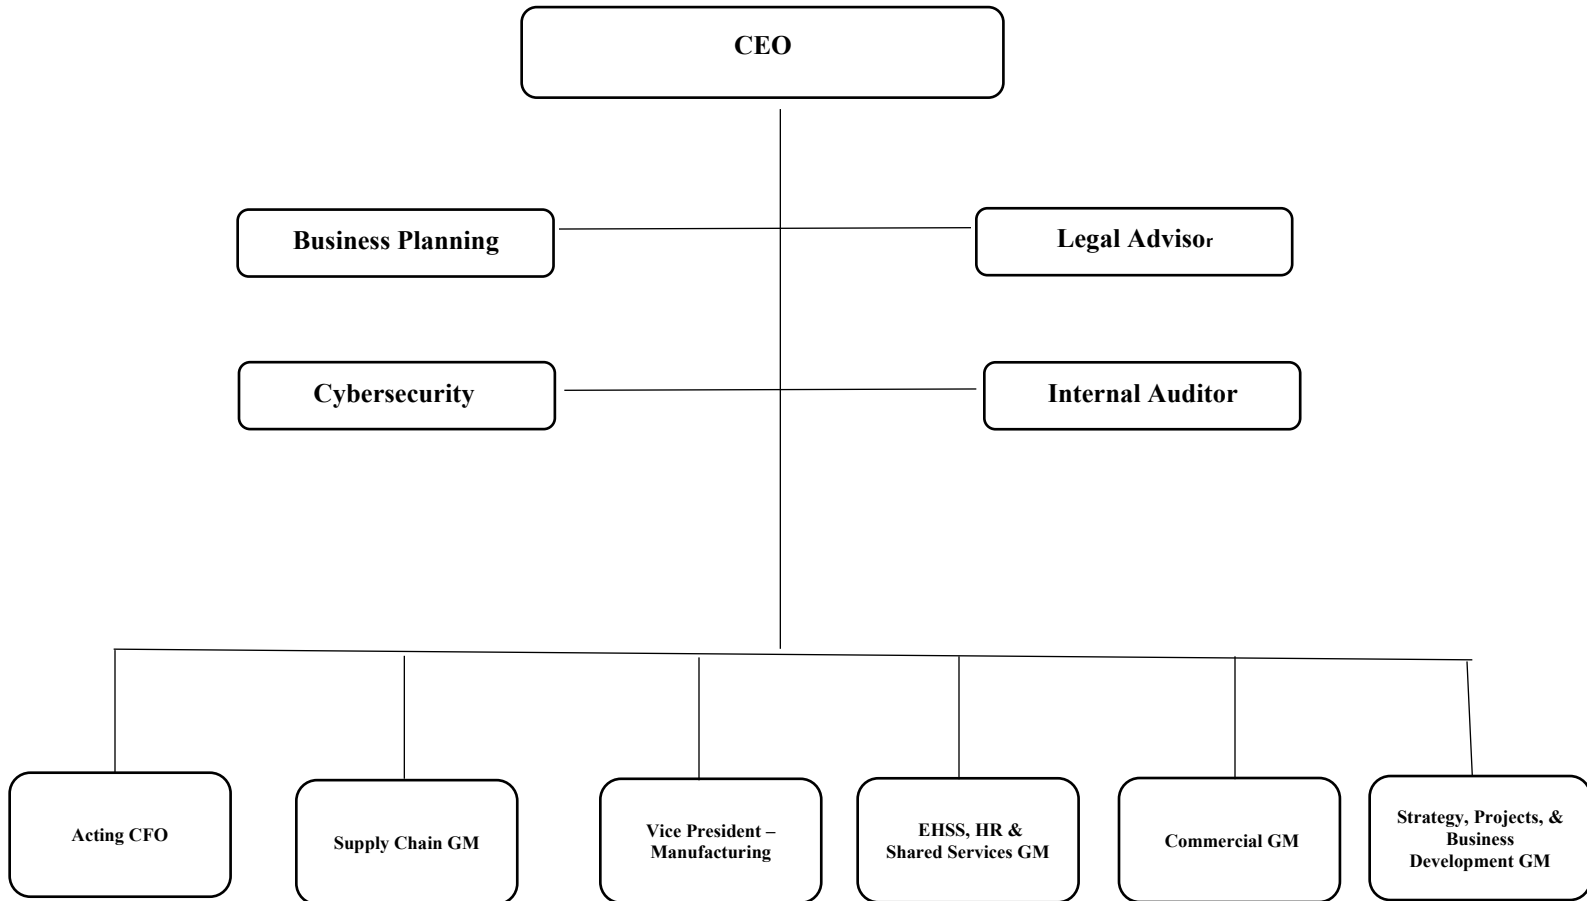 CEO
Business Planning
Legal Advisor
Cybersecurity
Internal Auditor
Acting CFO
Supply Chain GM
Vice President –
Manufacturing
EHSS, HR &
Shared Services GM
Commercial GM
Strategy, Projects, &
Business
Development GM